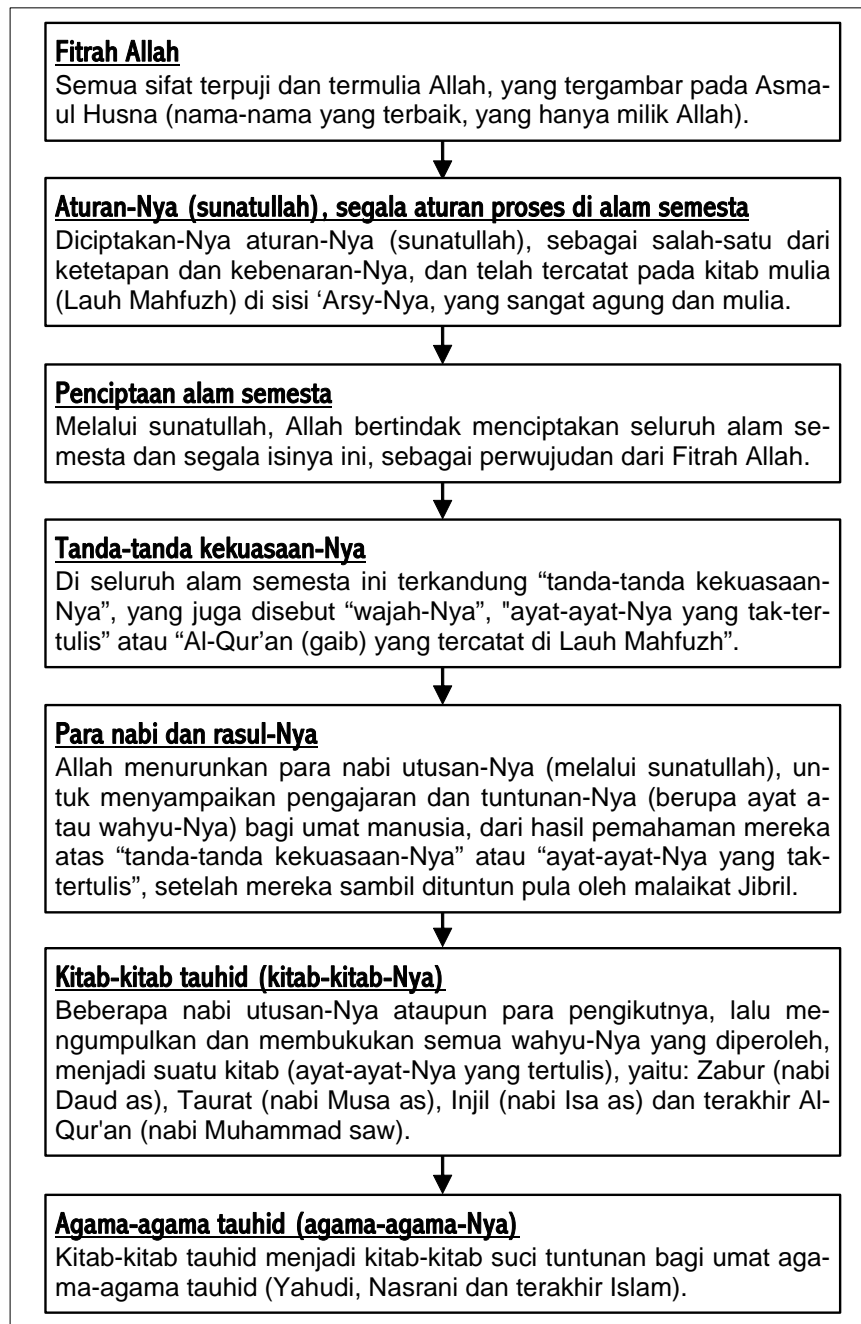 Fitrah Allah
Semua sifat terpuji dan termulia Allah, yang tergambar pada Asma-
ul Husna (nama-nama yang terbaik, yang hanya milik Allah).
Aturan-Nya (sunatullah), segala aturan proses di alam semesta
Diciptakan-Nya aturan-Nya (sunatullah), sebagai salah-satu dari
ketetapan dan kebenaran-Nya, dan telah tercatat pada kitab mulia
(Lauh Mahfuzh) di sisi ‘Arsy-Nya, yang sangat agung dan mulia.
Penciptaan alam semesta
Melalui sunatullah, Allah bertindak menciptakan seluruh alam se-
mesta dan segala isinya ini, sebagai perwujudan dari Fitrah Allah.
Tanda-tanda kekuasaan-Nya
Di seluruh alam semesta ini terkandung “tanda-tanda kekuasaan-
Nya”, yang juga disebut “wajah-Nya”, "ayat-ayat-Nya yang tak-ter-
tulis” atau “Al-Qur’an (gaib) yang tercatat di Lauh Mahfuzh”.
Para nabi dan rasul-Nya
Allah menurunkan para nabi utusan-Nya (melalui sunatullah), un-
tuk menyampaikan pengajaran dan tuntunan-Nya (berupa ayat a-
tau wahyu-Nya) bagi umat manusia, dari hasil pemahaman mereka
atas “tanda-tanda kekuasaan-Nya” atau “ayat-ayat-Nya yang tak-
tertulis”, setelah mereka sambil dituntun pula oleh malaikat Jibril.
Kitab-kitab tauhid (kitab-kitab-Nya)
Beberapa nabi utusan-Nya ataupun para pengikutnya, lalu me-
ngumpulkan dan membukukan semua wahyu-Nya yang diperoleh,
menjadi suatu kitab (ayat-ayat-Nya yang tertulis), yaitu: Zabur (nabi
Daud as), Taurat (nabi Musa as), Injil (nabi Isa as) dan terakhir Al-
Qur'an (nabi Muhammad saw).
Agama-agama tauhid (agama-agama-Nya)
Kitab-kitab tauhid menjadi kitab-kitab suci tuntunan bagi umat aga-
ma-agama tauhid (Yahudi, Nasrani dan terakhir Islam).